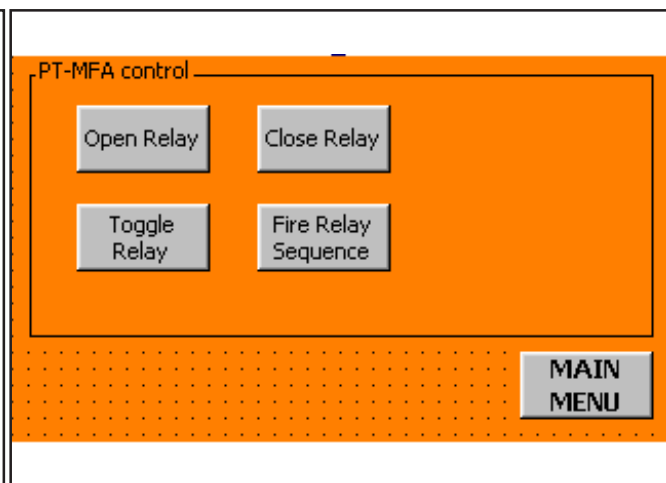 PT-MFA control
Open Relay
Close Relay
Toggle
Relay
Fire Relay
Sequence
MAIN
MENU